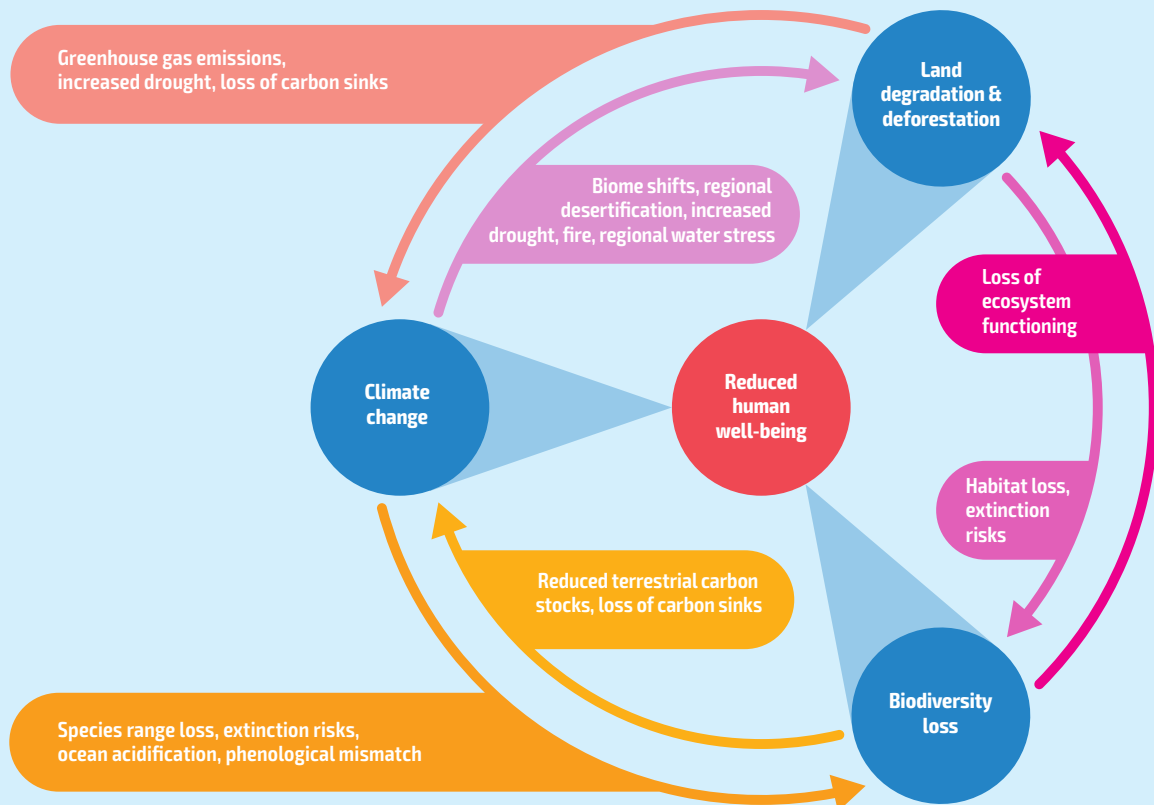 Greenhouse gas emissions,
increased drought, loss of carbon sinks
Land
degradation &
deforestation
Biome shifts, regional
desertification, increased
drought, fire, regional water stress
Loss of
ecosystem
functioning
Climate
change
Reduced
human
well-being
Habitat loss,
extinction
risks
Reduced terrestrial carbon
stocks, loss of carbon sinks
Biodiversity
loss
Species range loss, extinction risks,
ocean acidification, phenological mismatch